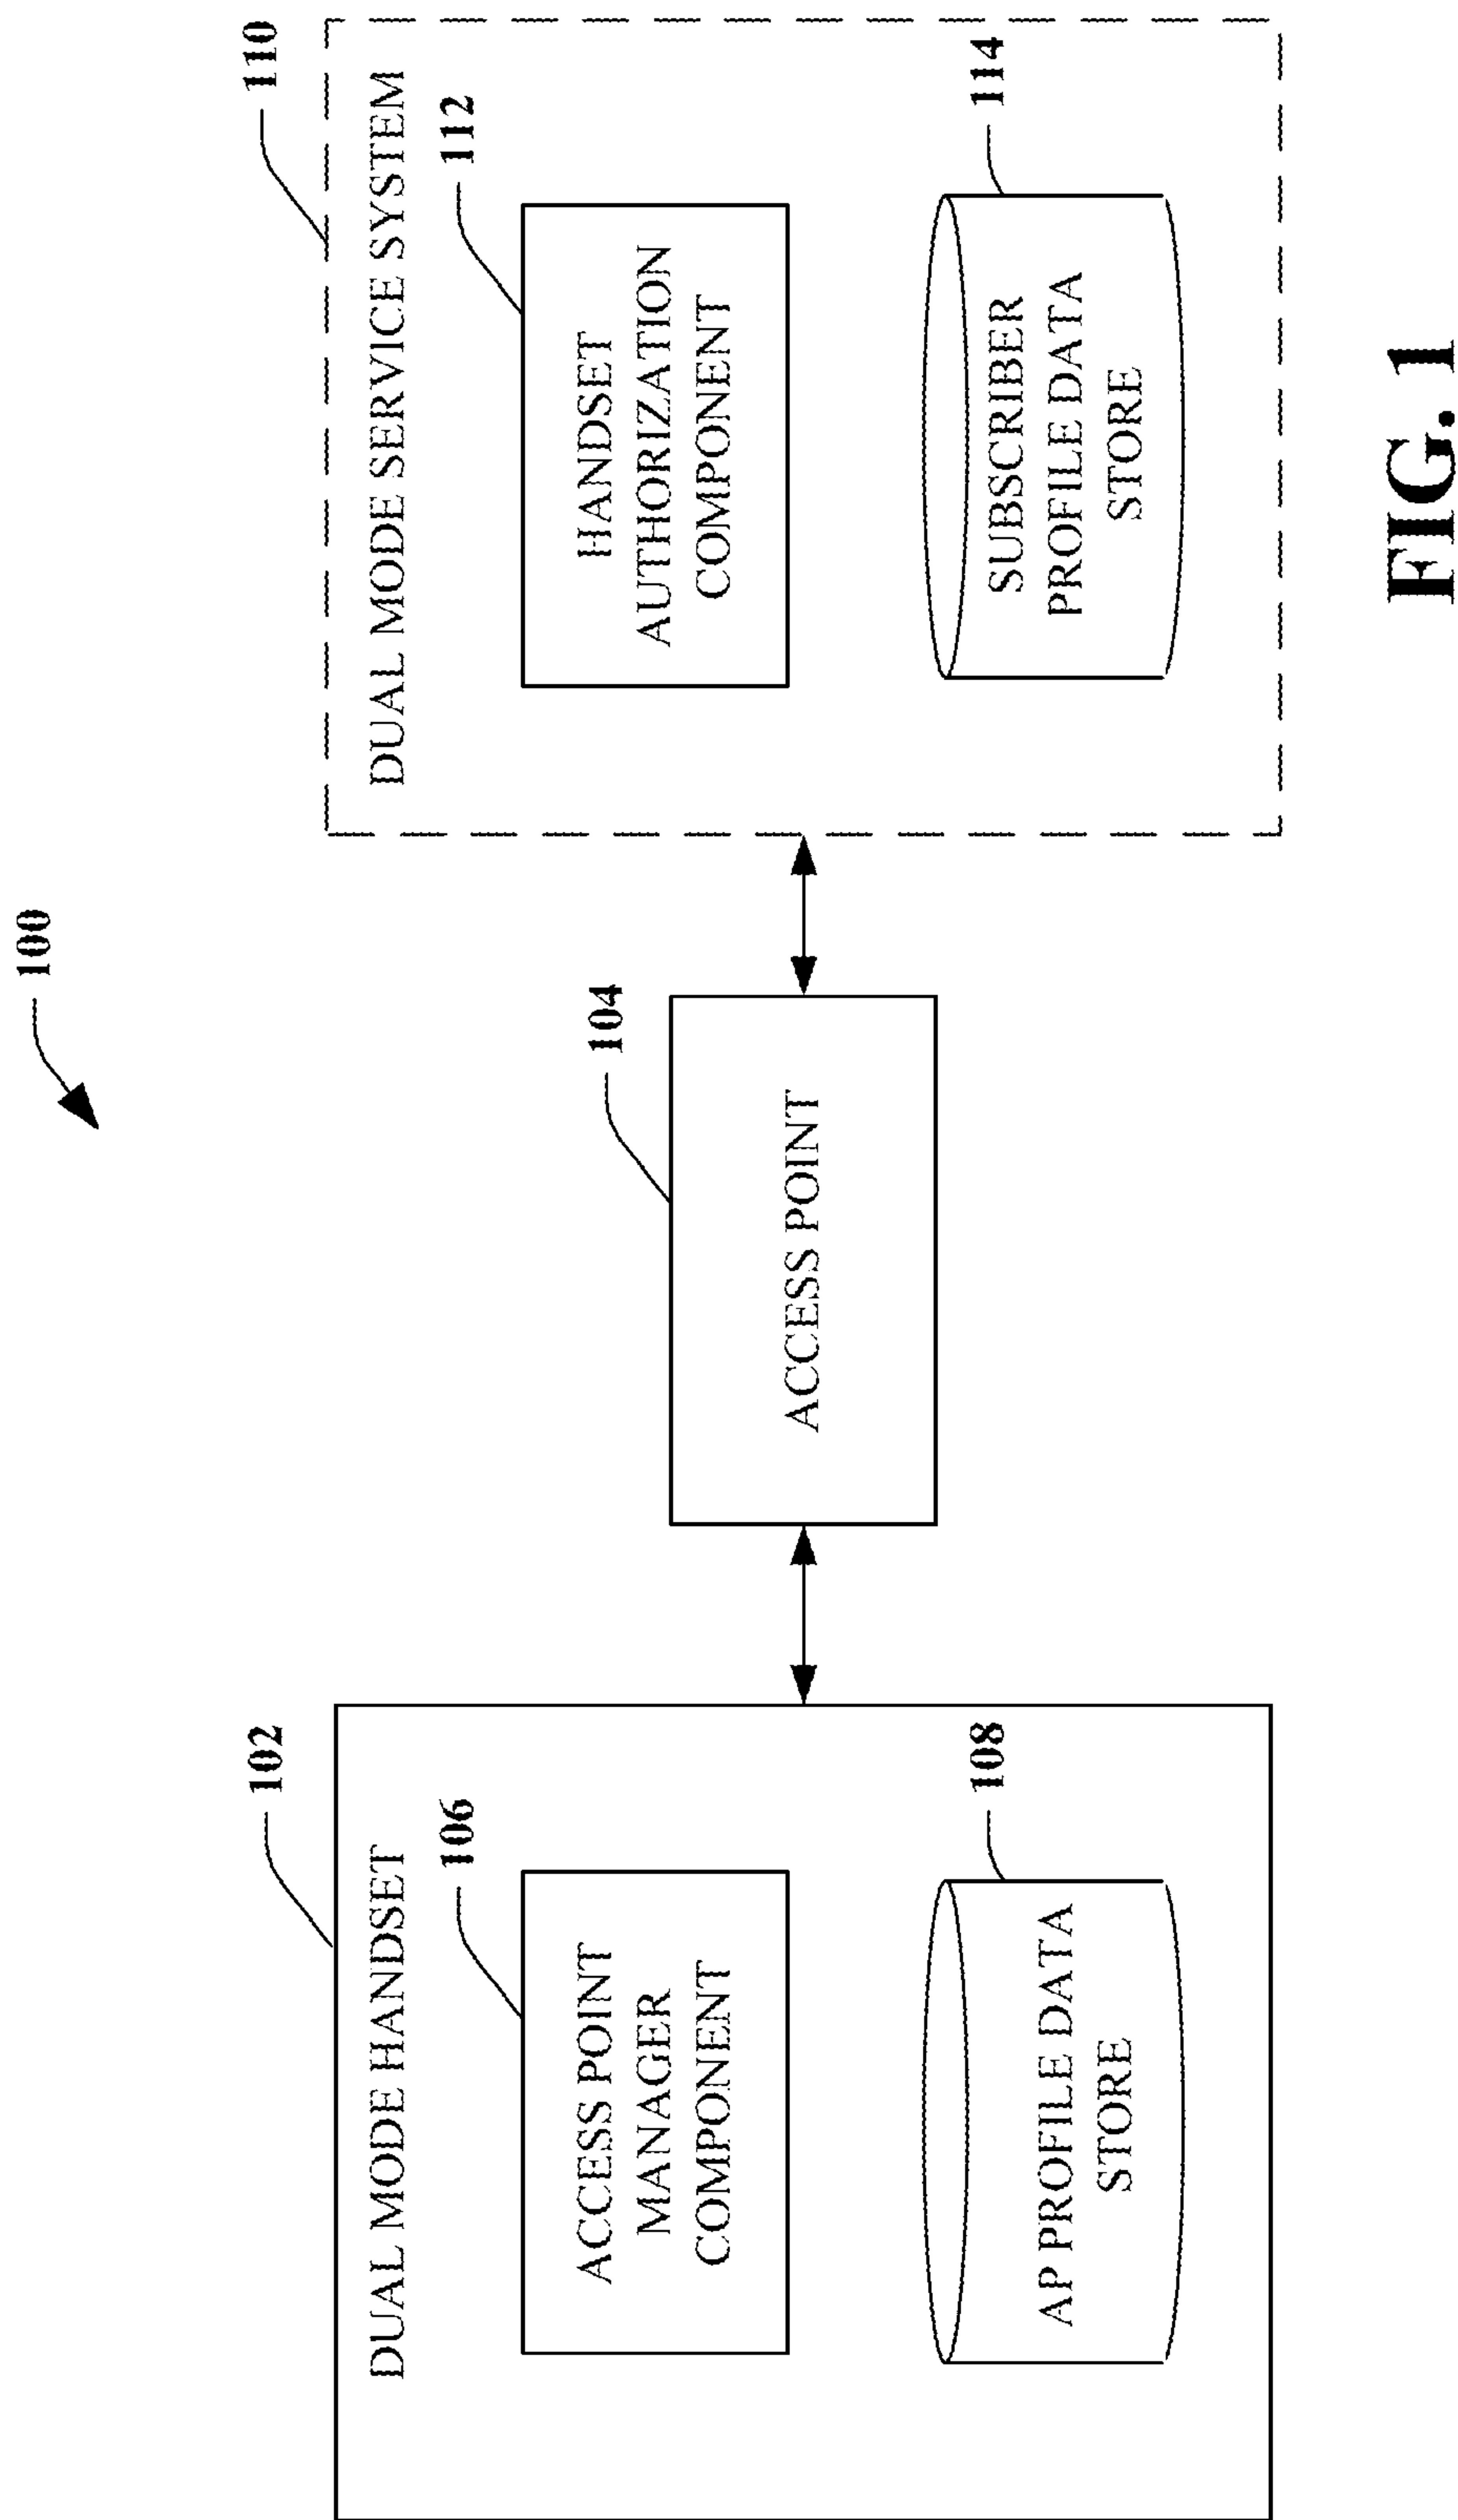 100
102
DUAL MODE HANDSET
106
ACCESS POINT
MANAGER
COMPONENT
108
AP PROFILE DATA
STORE
104
ACCESS POINT
110
DUAL MODE SERVICE SYSTEM
112
HANDSET
AUTHORIZATION
COMPONENT
114
SUBSCRIBER
PROFILE DATA
STORE
FIG. 1